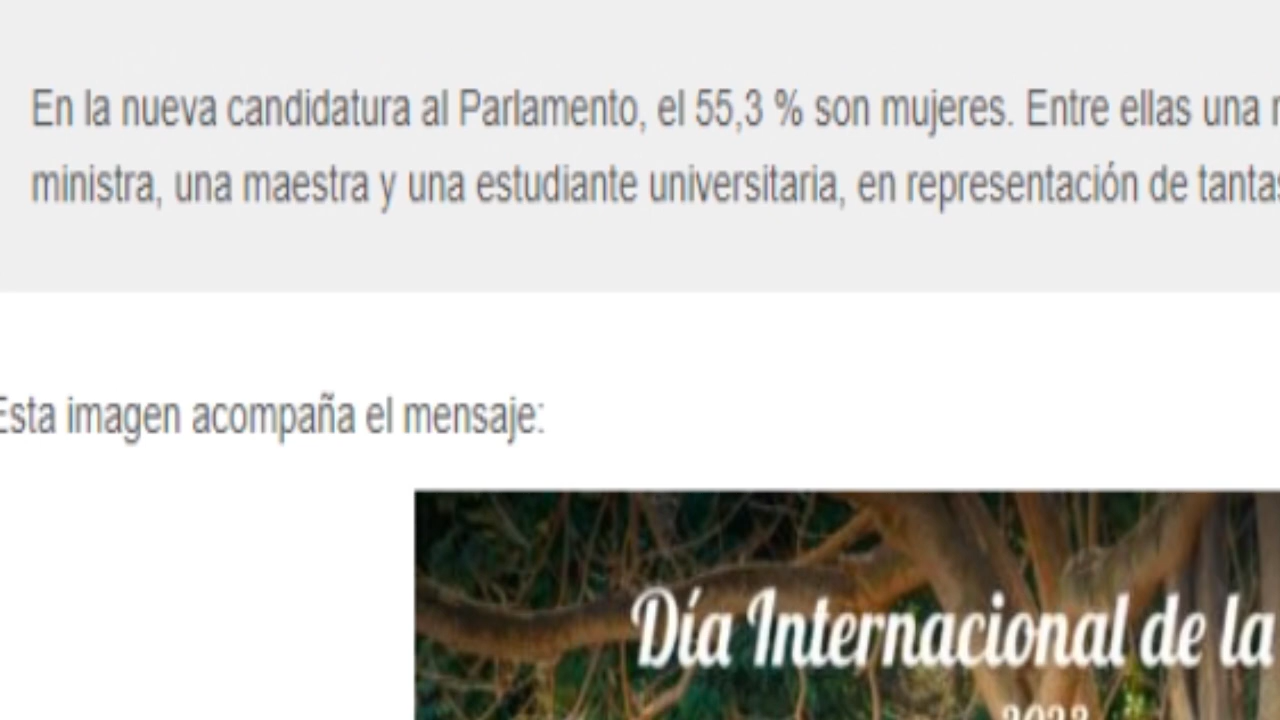 En la nueva candidatura al Parlamento, el 55,3 % son mujeres. Entre ellas una
ministra, una maestra y una estudiante universitaria, en representación de tantas
Esta imagen acompaña el mensaje:
Día Internacional de la
2023